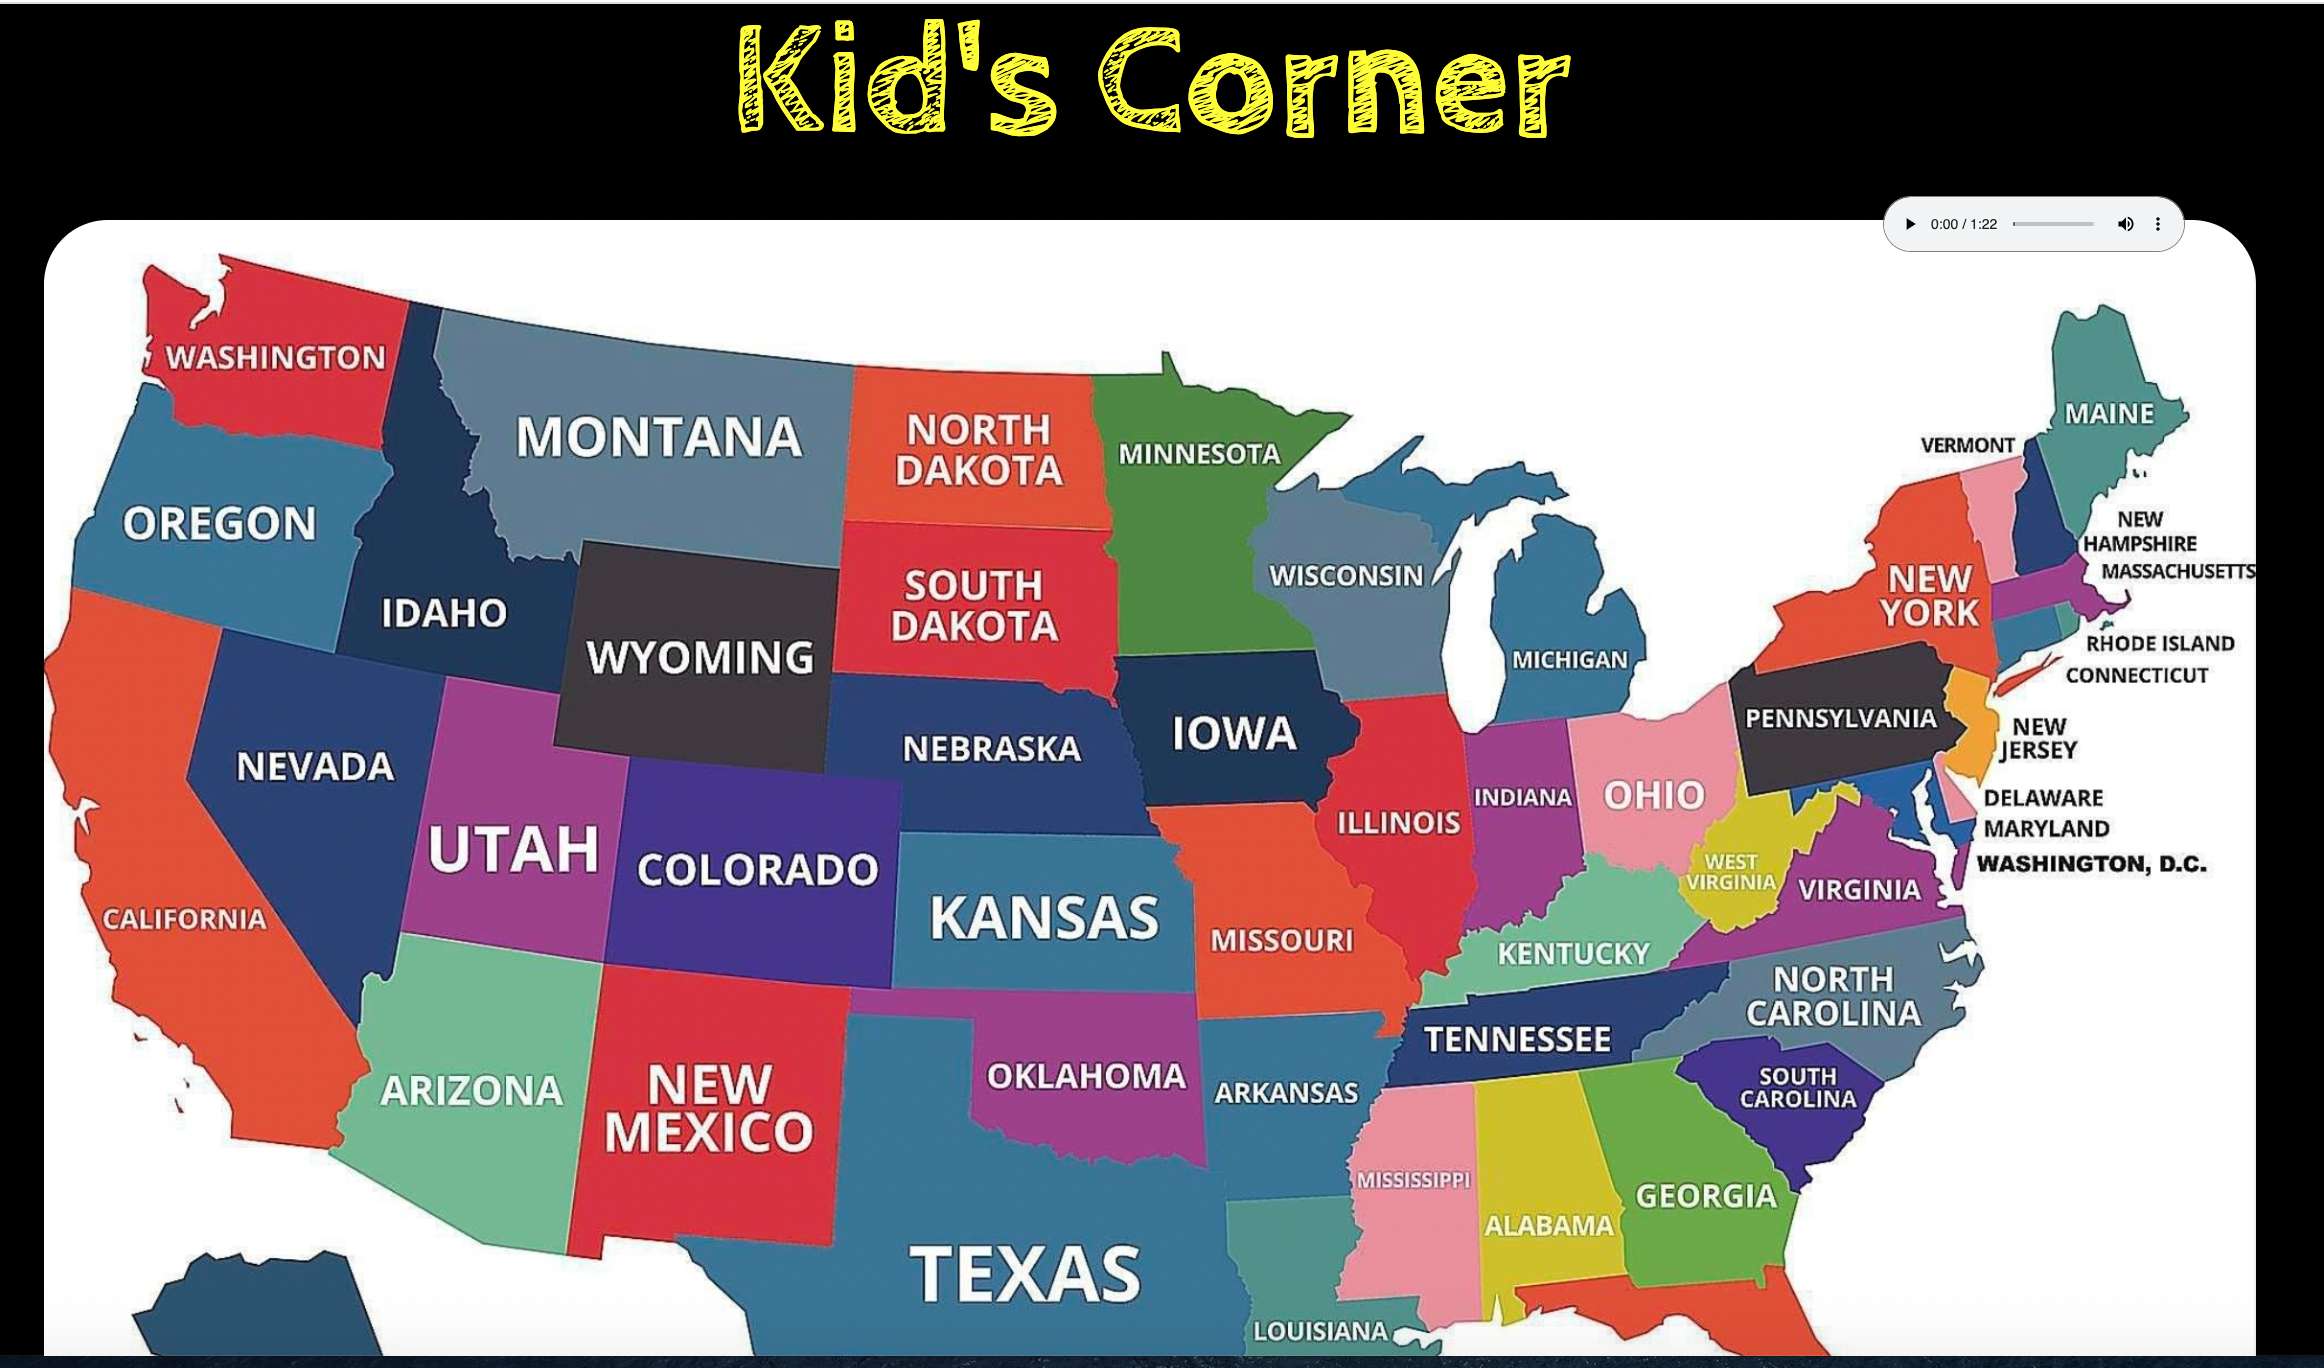 Kid's Corner
0:00 / 1:22
WASHINGTON
MONTANA
NORTH
DAKOTA
MINNESOTA
MAINE
VERMONT
OREGON
NEW
HAMPSHIRE
MASSACHUSETTS
IDAHO
SOUTH
DAKOTA
WISCONSIN
NEW
YORK
WYOMING
MICHIGAN
RHODE ISLAND
CONNECTICUT
NEVADA
NEBRASKA
IOWA
PENNSYLVANIA
NEW
JERSEY
UTAH
COLORADO
ILLINOIS
INDIANA
OHIO
DELAWARE
MARYLAND
WASHINGTON, D.C.
WEST
VIRGINIA
VIRGINIA
CALIFORNIA
KANSAS
MISSOURI
KENTUCKY
NORTH
CAROLINA
ARIZONA
NEW
MEXICO
OKLAHOMA
ARKANSAS
TENNESSEE
SOUTH
CAROLINA
MISSISSIPPI
ALABAMA
GEORGIA
TEXAS
LOUISIANA